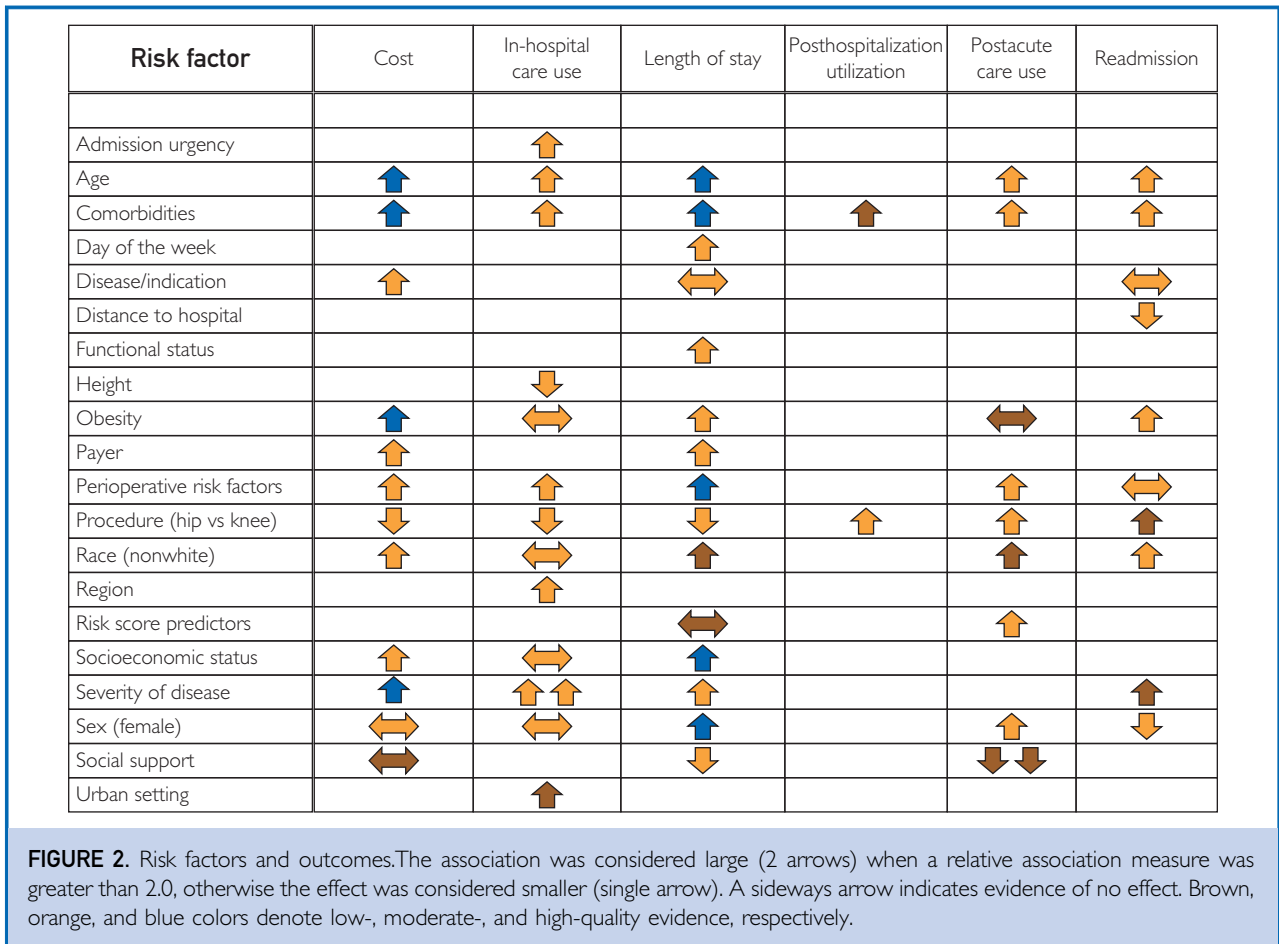 Risk factor
Cost
In-hospital
care use
Length of stay
Posthospitalization
utilization
Postacute
care use
Readmission
Admission urgency
Age
Comorbidities
Day of the week
Disease/indication
Distance to hospital
Functional status
Height
Obesity
Payer
Perioperative risk factors
Procedure (hip vs knee)
Race (nonwhite)
Region
Risk score predictors
Socioeconomic status
Severity of disease
Sex (female)
Social support
Urban setting
FIGURE 2. Risk factors and outcomes.The association was considered large (2 arrows) when a relative association measure was
greater than 2.0, otherwise the effect was considered smaller (single arrow). A sideways arrow indicates evidence of no effect. Brown,
orange, and blue colors denote low-, moderate-, and high-quality evidence, respectively.